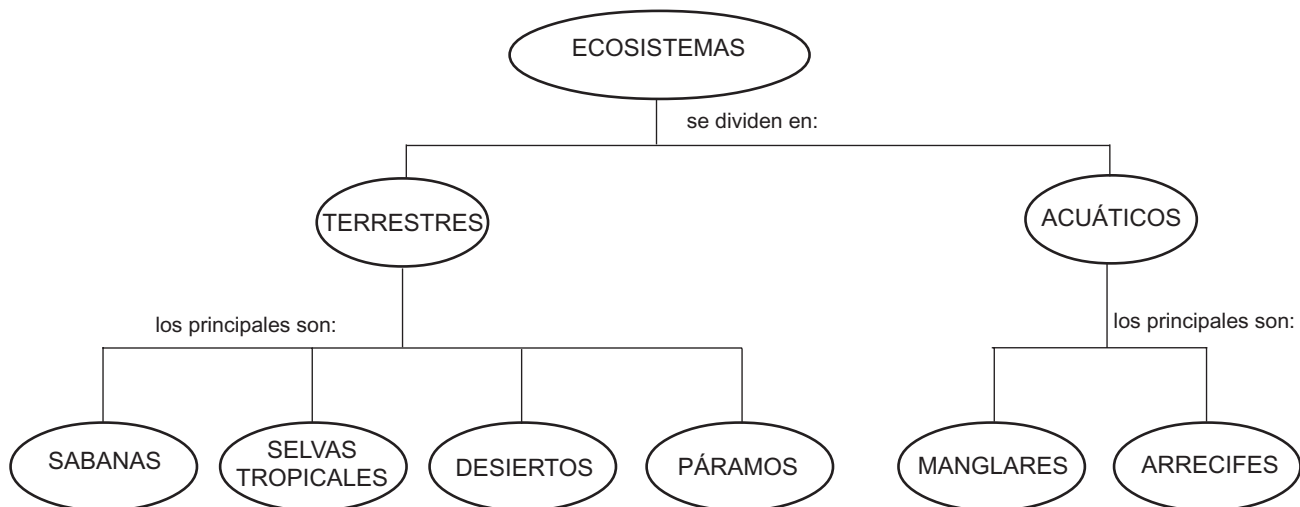 ECOSISTEMAS
se dividen en:
TERRESTRES
ACUÁTICOS
los principales son:
los principales son:
SABANAS
SELVAS
TROPICALES
DESIERTOS
PÁRAMOS
MANGLARES
ARRECIFES